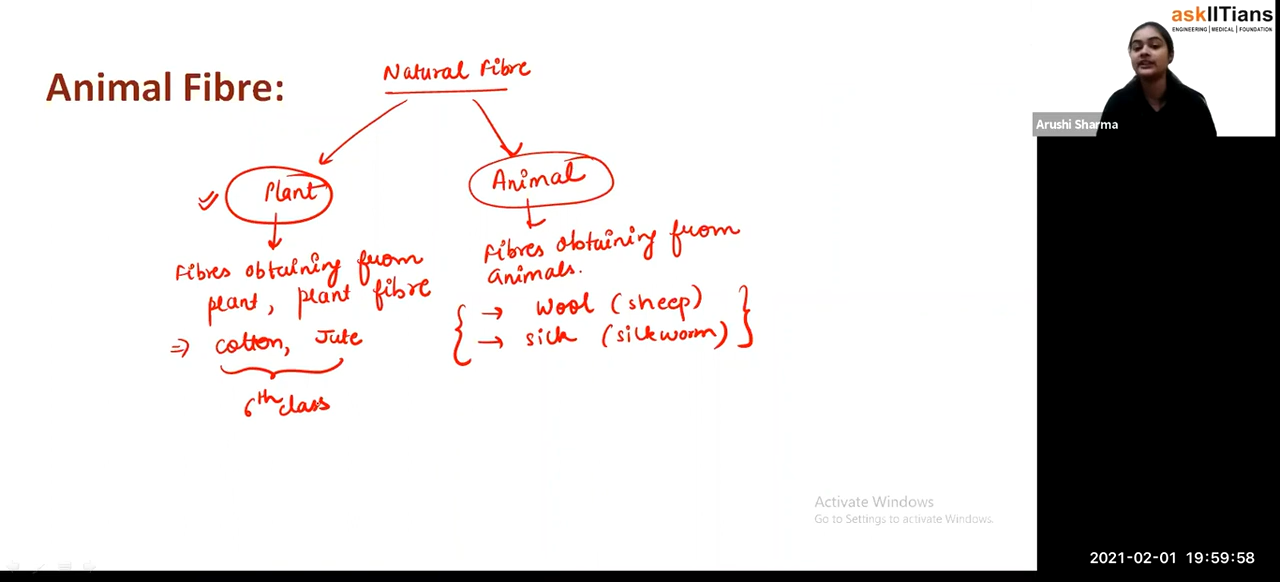 askIITians
ENGINEERING | MEDICAL | FOUNDATION
Arushi Sharma
Animal Fibre:
Natural Fibre
Plant
Animal
Fibres obtaining from
plant, plant fibre
⇒ cotton, Jute
6th class
Fibres obtaining from
animals.
→ wool (sheep)
→ sick (silkworm)
Activate Windows
Go to Settings to activate Windows.
2021-02-01 19:59:58